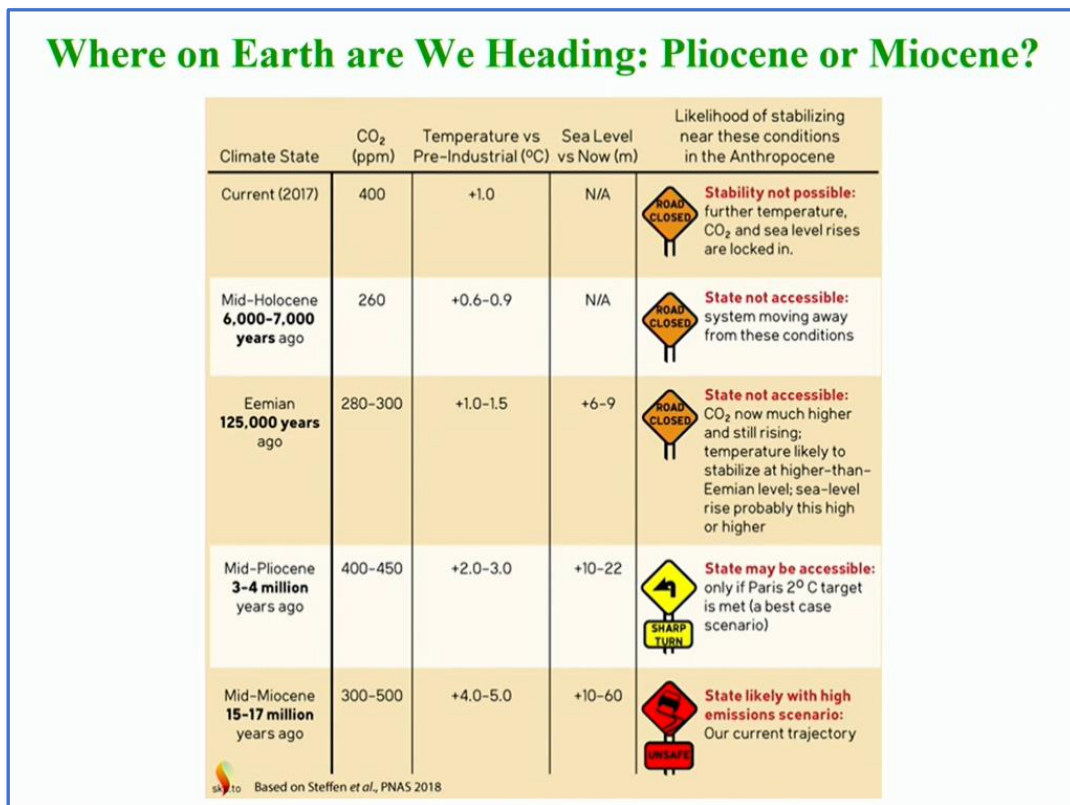 Where on Earth are We Heading: Pliocene or Miocene?
Climate State
CO₂
(ppm)
Temperature vs
Pre-Industrial (⁰C)
Sea Level
vs Now (m)
Likelihood of stabilizing
near these conditions
in the Anthropocene
Current (2017)
400
+1.0
N/A
ROAD
CLOSED
Stability not possible:
further temperature,
CO₂ and sea level rises
are locked in.
Mid-Holocene
6,000-7,000
years ago
260
+0.6-0.9
N/A
ROAD
CLOSED
State not accessible:
system moving away
from these conditions
Eemian
125,000 years
ago
280-300
+1.0-1.5
+6-9
ROAD
CLOSED
State not accessible:
CO₂ now much higher
and still rising;
temperature likely to
stabilize at higher-than-
Eemian level; sea-level
rise probably this high
or higher
Mid-Pliocene
3-4 million
years ago
400-450
+2.0-3.0
+10-22
SHARP
TURN
State may be accessible:
only if Paris 2⁰ C target
is met (a best case
scenario)
Mid-Miocene
15-17 million
years ago
300-500
+4.0-5.0
+10-60
UNSAFE
State likely with high
emissions scenario:
Our current trajectory
Based on Steffen et al., PNAS 2018